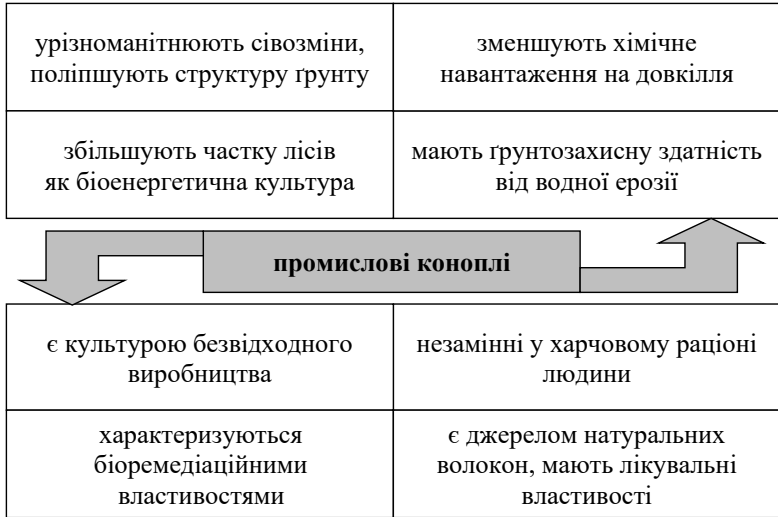 урізноманітнюють сівозміни,
поліпшують структуру ґрунту
зменшують хімічне
навантаження на довкілля
збільшують частку лісів
як біоенергетична культура
мають ґрунтозахисну здатність
від водної ерозії
промислові коноплі
є культурою безвідходного
виробництва
незамінні у харчовому раціоні
людини
характеризуються
біоремедіаційними
властивостями
є джерелом натуральних
волокон, мають лікувальні
властивості